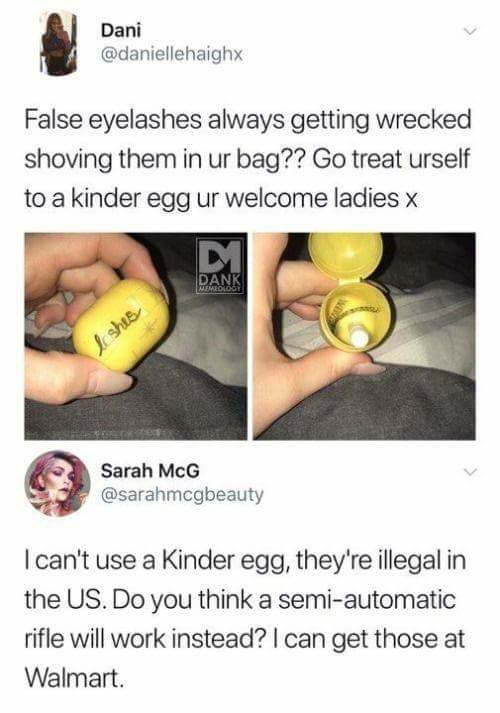 Dani
@daniellehaighx
False eyelashes always getting wrecked
shoving them in ur bag?? Go treat urself
to a kinder egg ur welcome ladies x
DM
DANK
MEMEOLOGY
lashes
Sarah McG
@sarahmcgbeauty
I can't use a Kinder egg, they're illegal in
the US. Do you think a semi-automatic
rifle will work instead? I can get those at
Walmart.